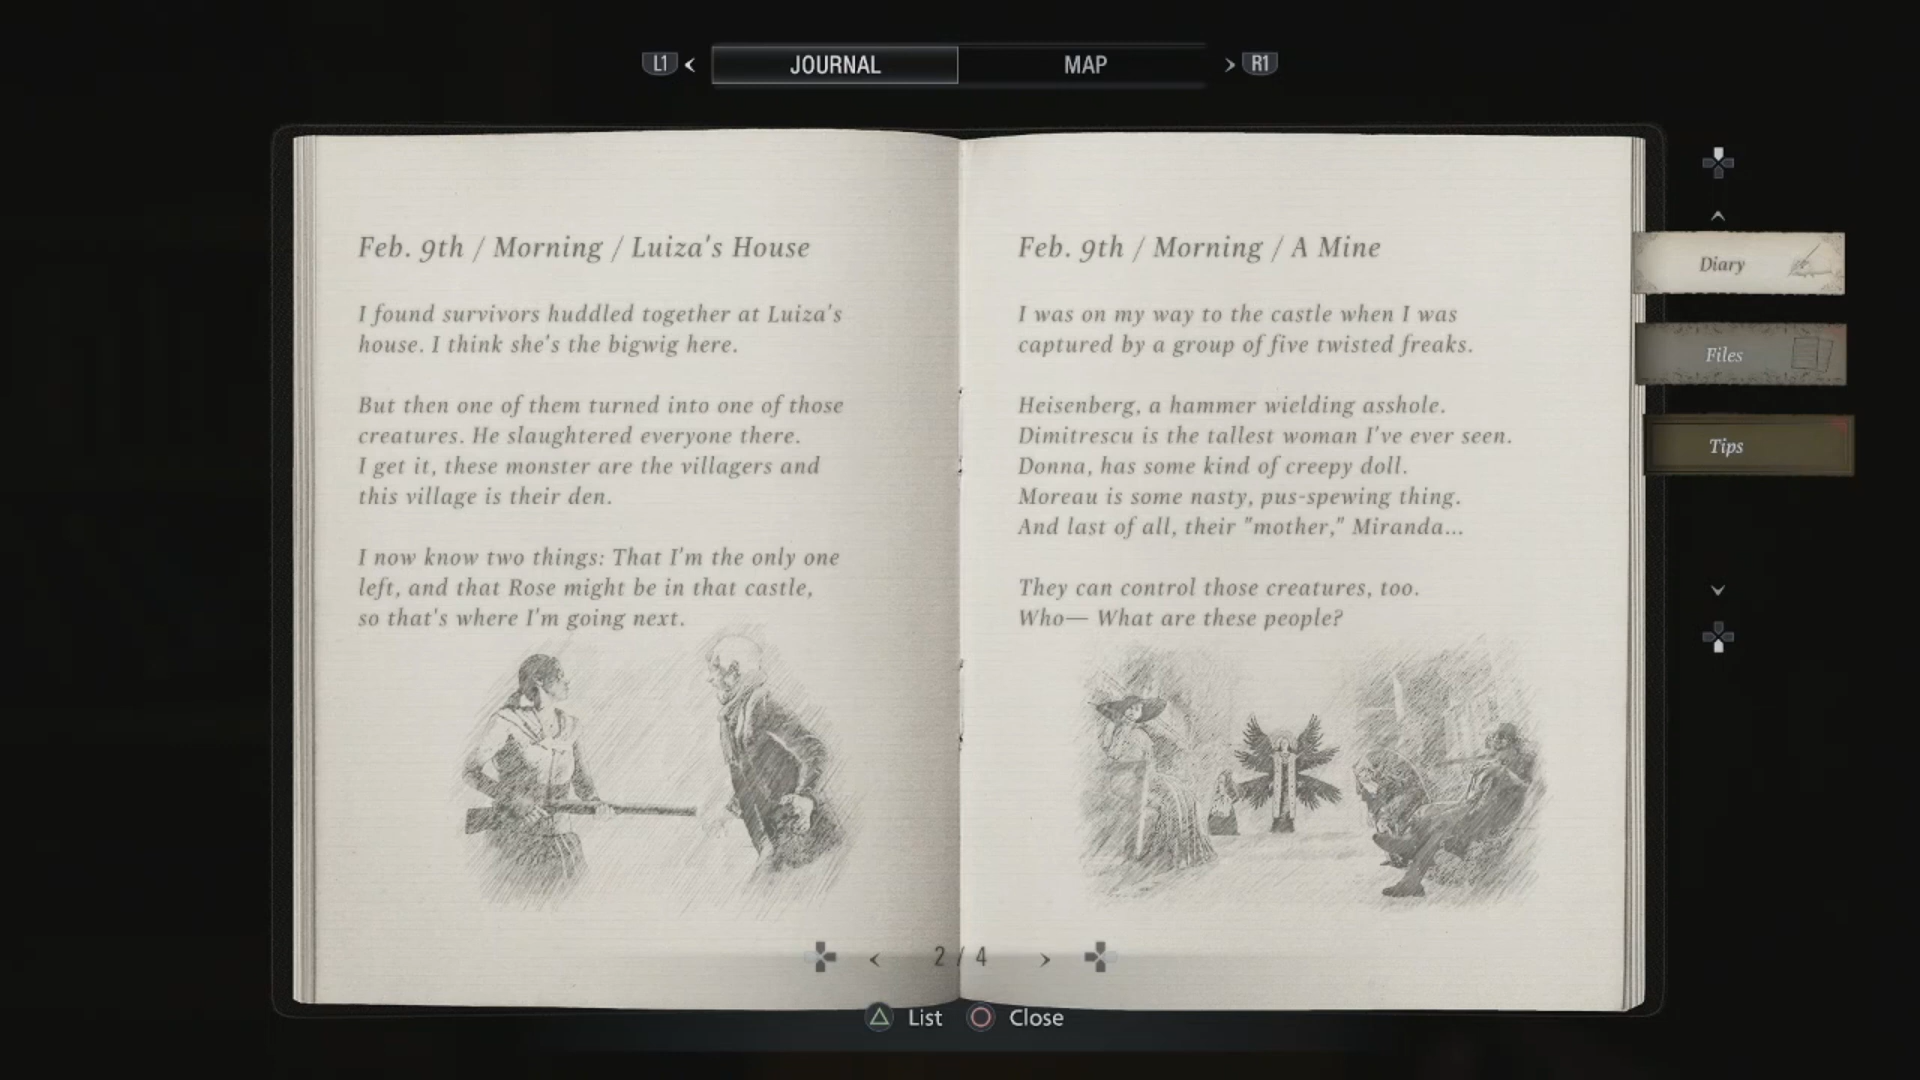 L1 < JOURNAL MAP > R1
Feb. 9th / Morning / Luiza's House
I found survivors huddled together at Luiza's
house. I think she's the bigwig here.
But then one of them turned into one of those
creatures. He slaughtered everyone there.
I get it, these monster are the villagers and
this village is their den.
I now know two things: That I'm the only one
left, and that Rose might be in that castle,
so that's where I'm going next.
Feb. 9th / Morning / A Mine
I was on my way to the castle when I was
captured by a group of five twisted freaks.
Heisenberg, a hammer wielding asshole.
Dimitrescu is the tallest woman I've ever seen.
Donna, has some kind of creepy doll.
Moreau is some nasty, pus-spewing thing.
And last of all, their "mother," Miranda...
They can control those creatures, too.
Who— What are these people?
Diary
Files
Tips
< 2 / 4 >
List Close